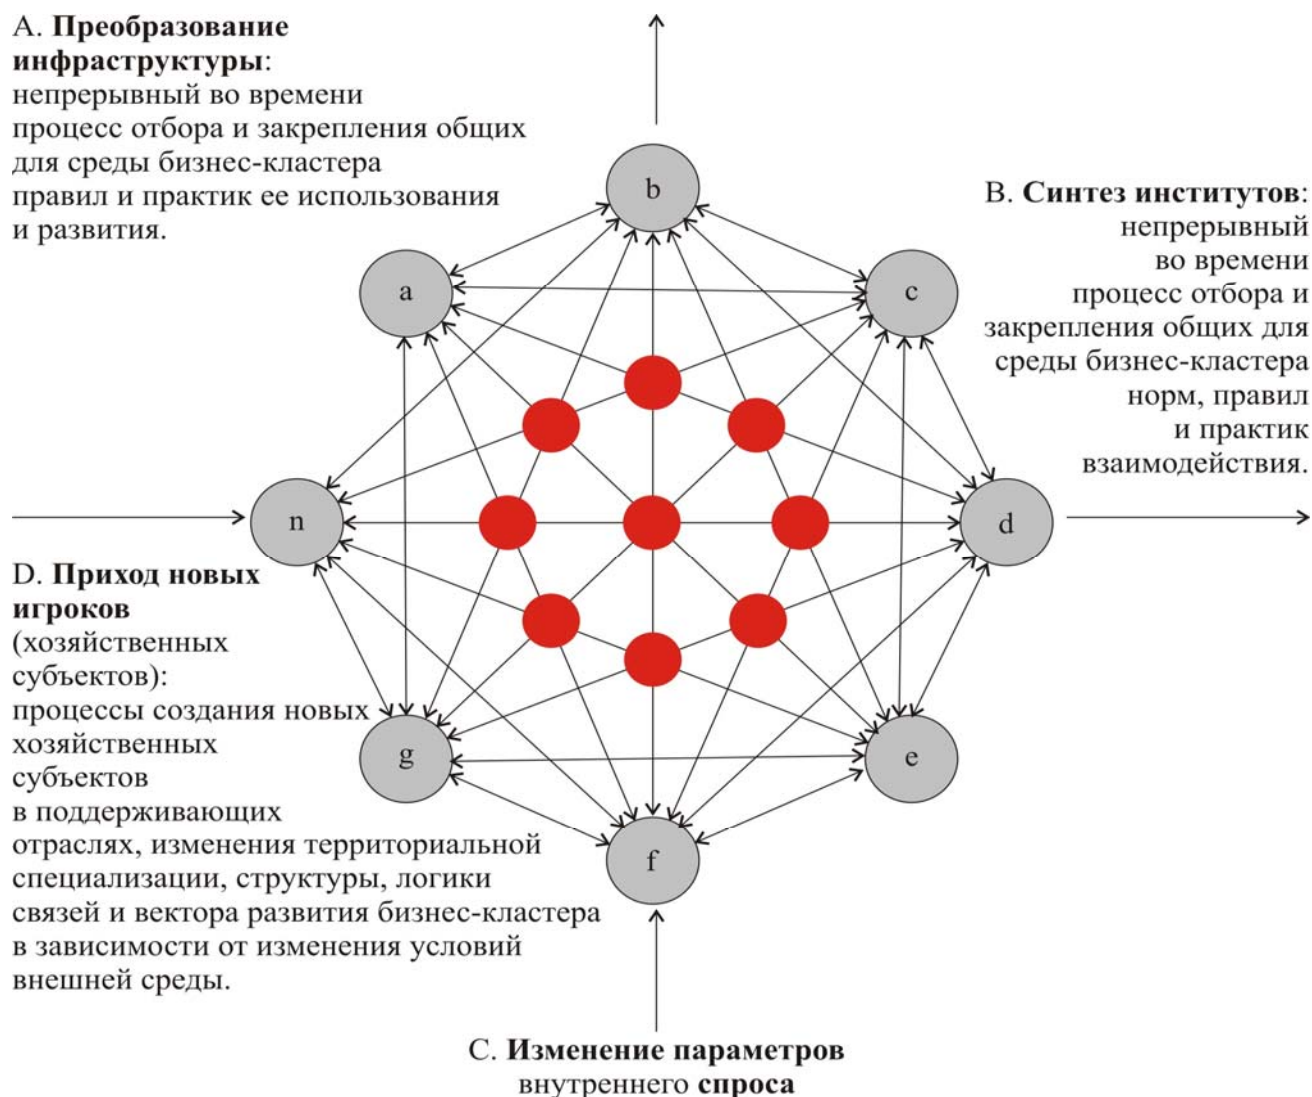 А. Преобразование
инфраструктуры:
непрерывный во времени
процесс отбора и закрепления общих
для среды бизнес-кластера
правил и практик ее использования
и развития.
b
В. Синтез институтов:
непрерывный
во времени
процесс отбора и
закрепления общих для
среды бизнес-кластера
норм, правил
и практик
взаимодействия.
a
c
n
d
D. Приход новых
игроков
(хозяйственных
субъектов):
процессы создания новых
хозяйственных
субъектов
в поддерживающих
отраслях, изменения территориальной
специализации, структуры, логики
связей и вектора развития бизнес-кластера
в зависимости от изменения условий
внешней среды.
g
e
f
С. Изменение параметров
внутреннего спроса